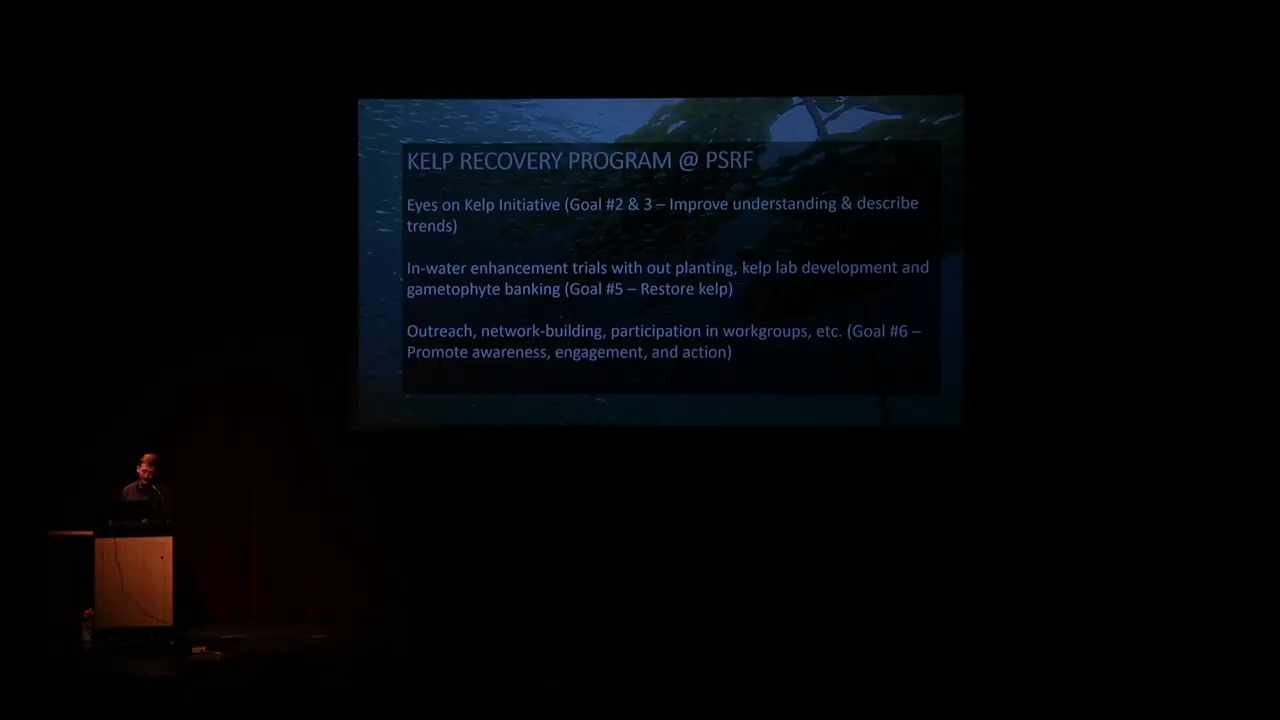 KELP RECOVERY PROGRAM @ PSRF
Eyes on Kelp Initiative (Goal #2 & 3 – Improve understanding & describe
trends)
In-water enhancement trials with out planting, kelp lab development and
gametophyte banking (Goal #5 – Restore kelp)
Outreach, network-building, participation in workgroups, etc. (Goal #6 –
Promote awareness, engagement, and action)